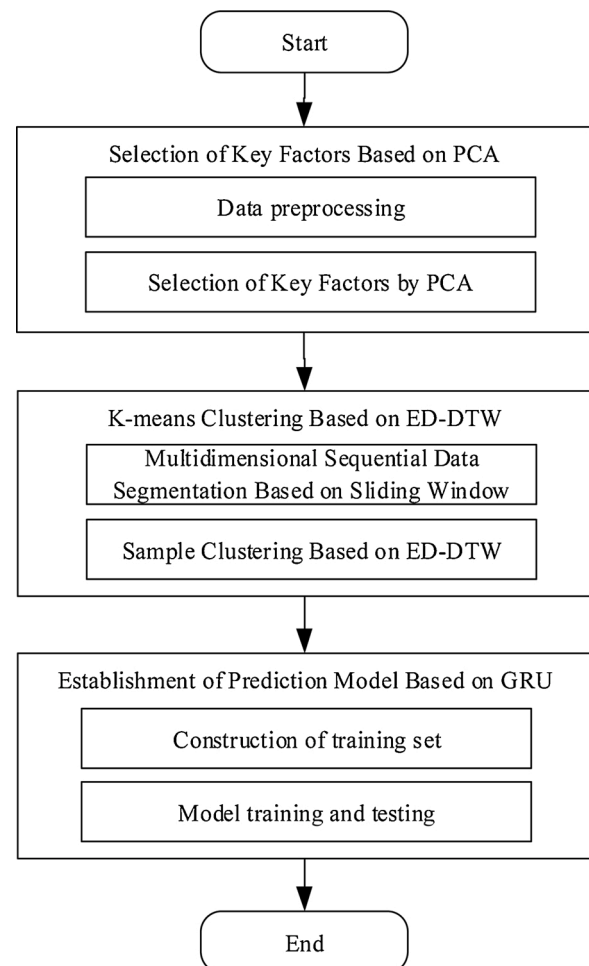 Start
Selection of Key Factors Based on PCA
Data preprocessing
Selection of Key Factors by PCA
K-means Clustering Based on ED-DTW
Multidimensional Sequential Data
Segmentation Based on Sliding Window
Sample Clustering Based on ED-DTW
Establishment of Prediction Model Based on GRU
Construction of training set
Model training and testing
End